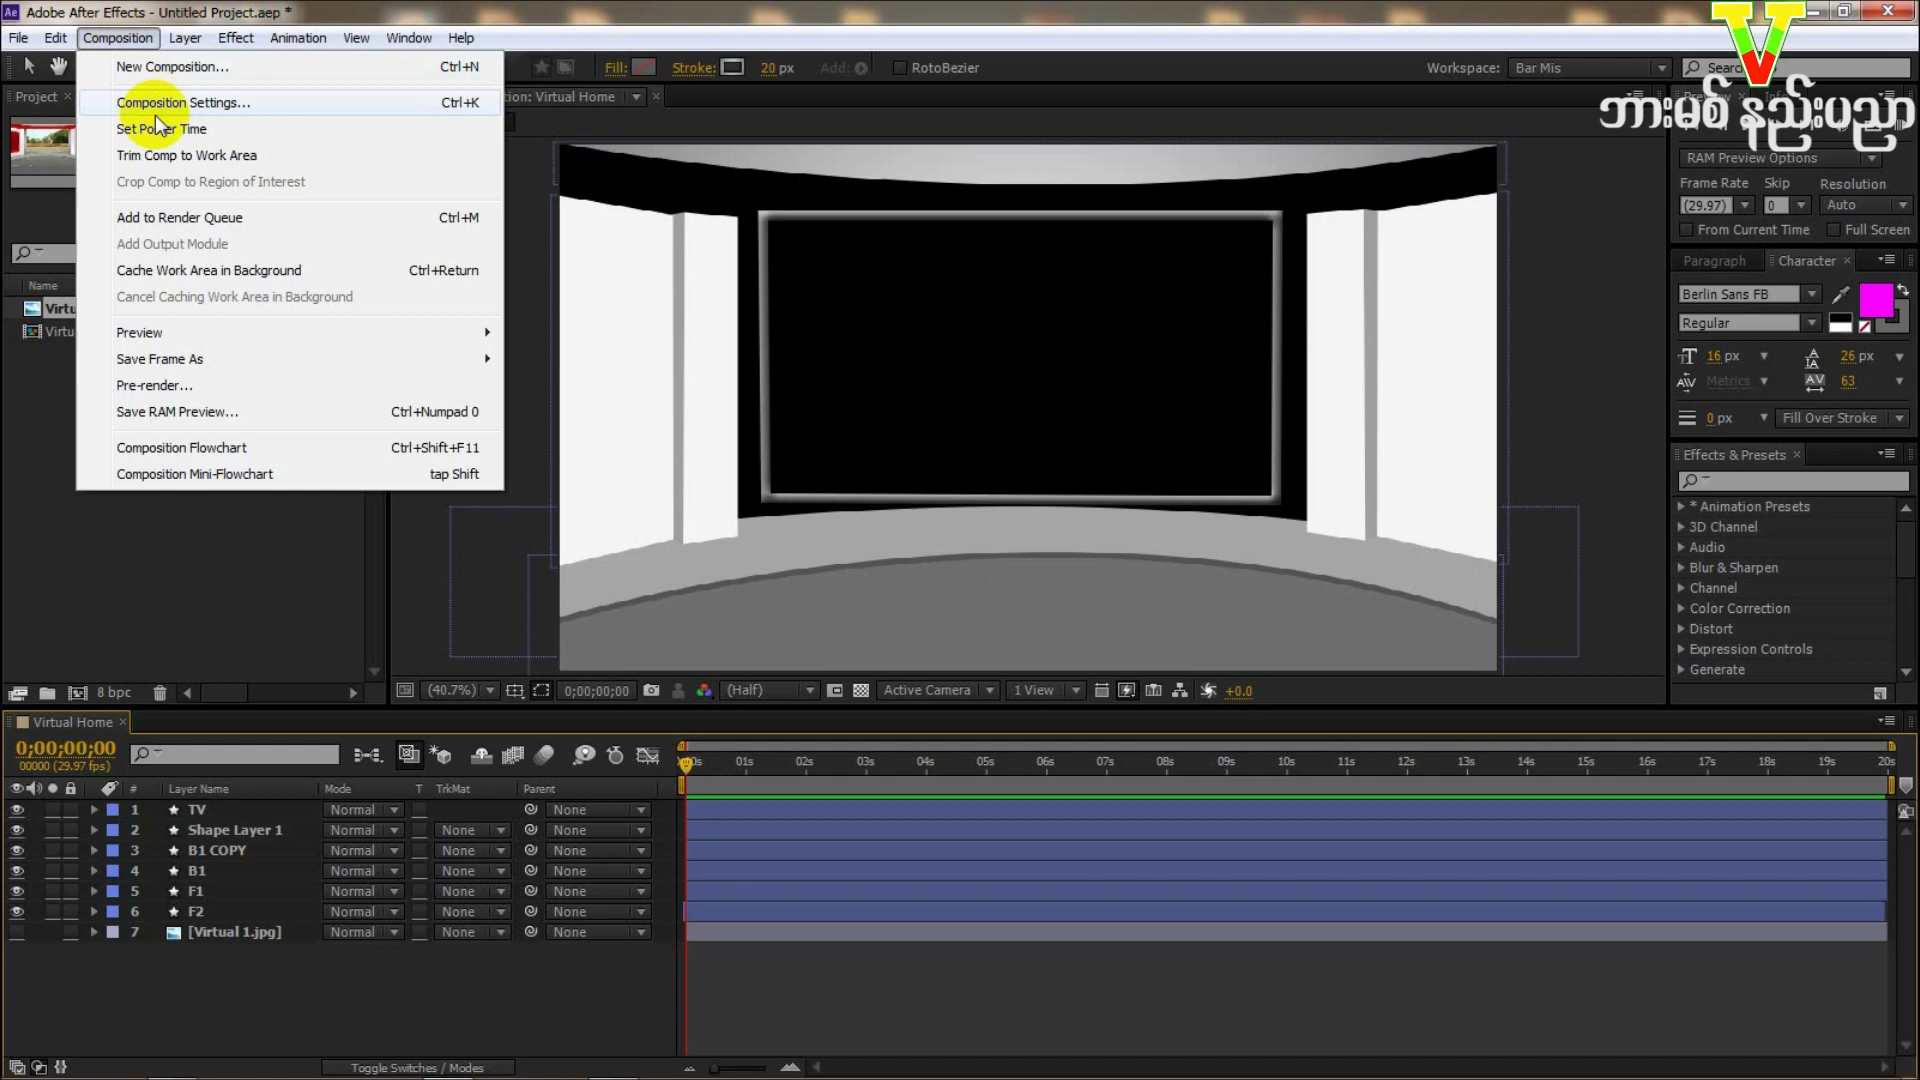 Adobe After Effects - Untitled Project.aep *
File Edit Composition Layer Effect Animation View Window Help
New Composition... Ctrl+N
Composition Settings... Ctrl+K
Set Poster Time
Trim Comp to Work Area
Crop Comp to Region of Interest
Add to Render Queue Ctrl+M
Add Output Module
Cache Work Area in Background Ctrl+Return
Cancel Caching Work Area in Background
Preview
Save Frame As
Pre-render...
Save RAM Preview... Ctrl+Numpad 0
Composition Flowchart Ctrl+Shift+F11
Composition Mini-Flowchart tap Shift
Fill: Stroke: 20 px Add: RotoBezier
Workspace: Bar Mis
V
ဘားမစ် နည်းပညာ
Project
Name
Virtu
Virtu
8 bpc
tion: Virtual Home
(40.7%) 0;00;00;00 (Half) Active Camera 1 View +0.0
RAM Preview Options
Frame Rate Skip Resolution
(29.97) 0 Auto
From Current Time Full Screen
Paragraph Character
Berlin Sans FB
Regular
16 px 26 px
Metrics 63
0 px Fill Over Stroke
Effects & Presets
* Animation Presets
3D Channel
Audio
Blur & Sharpen
Channel
Color Correction
Distort
Expression Controls
Generate
Virtual Home
0;00;00;00
00000 (29.97 fps)
01s 02s 03s 04s 05s 06s 07s 08s 09s 10s 11s 12s 13s 14s 15s 16s 17s 18s 19s 20s
# Layer Name Mode T TrkMat Parent
1 TV Normal None
2 Shape Layer 1 Normal None None
3 B1 COPY Normal None None
4 B1 Normal None None
5 F1 Normal None None
6 F2 Normal None None
7 [Virtual 1.jpg] Normal None None
Toggle Switches / Modes